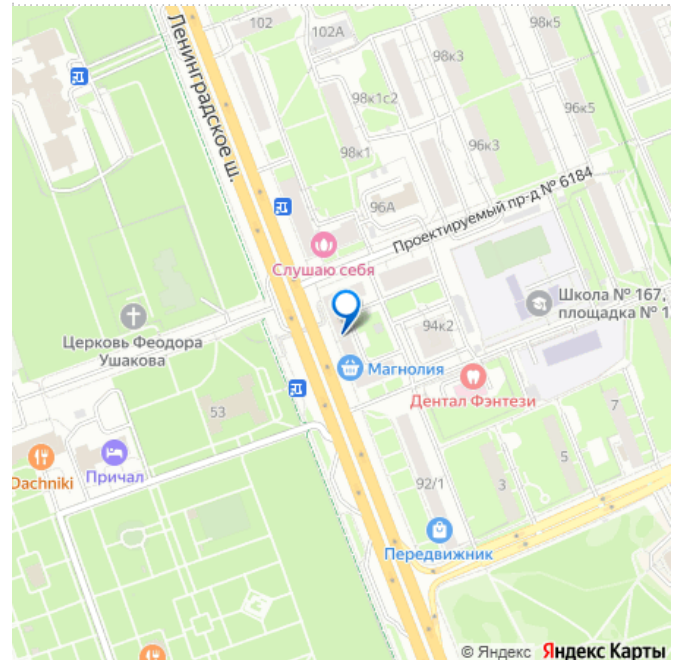 102
102А
98к5
98к3
98к1с2
96к5
Ленинградское ш.
98к1
96к3
96А
Проектируемый пр-д № 6184
Слушаю себя
Школа № 167,
площадка № 1
Церковь Феодора
Ушакова
94к2
Магнолия
Дентал Фэнтези
53
7
Dachniki
Причал
92/1
3
5
Передвижник
© Яндекс Яндекс Карты